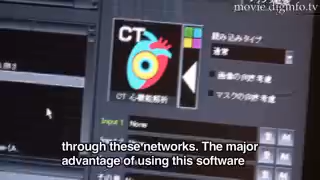 movie.diginfo.tv
読み込みタイプ
通常
CT
画像の向き考慮
マスクの向き考慮
CT 心機能解析
Input 1
None
None
through these networks. The major
advantage of using this software